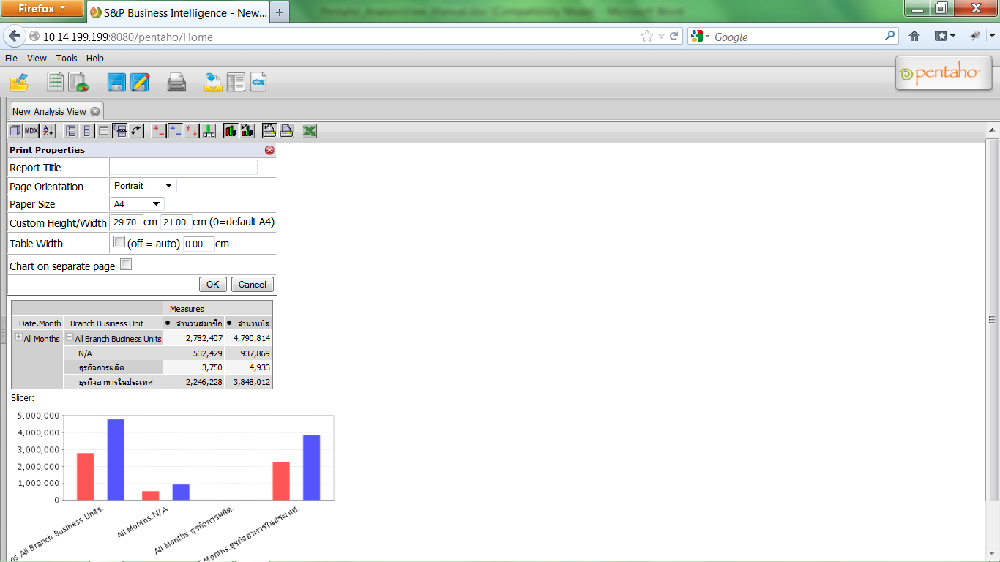 Firefox
S&P Business Intelligence - New...
Pentaho_AnalysisView_Manual.doc [Compatibility Mode] - Microsoft Word
10.14.199.199:8080/pentaho/Home
Google
File View Tools Help
CDE
pentaho
New Analysis View
MDX
Print Properties
Report Title
Page Orientation Portrait
Paper Size A4
Custom Height/Width 29.70 cm 21.00 cm (0=default A4)
Table Width (off = auto) 0.00 cm
Chart on separate page
OK Cancel
Measures
Date.Month Branch Business Unit จำนวนสมาชิก จำนวนบิล
All Months All Branch Business Units 2,782,407 4,790,814
N/A 532,429 937,869
ธุรกิจการผลิต 3,750 4,933
ธุรกิจอาหารในประเทศ 2,246,228 3,848,012
Slicer:
5,000,000
4,000,000
3,000,000
2,000,000
1,000,000
0
ns.All Branch Business Units.
All Months.N/A.
All Months.ธุรกิจการผลิต.
Months.ธุรกิจอาหารในประเทศ.